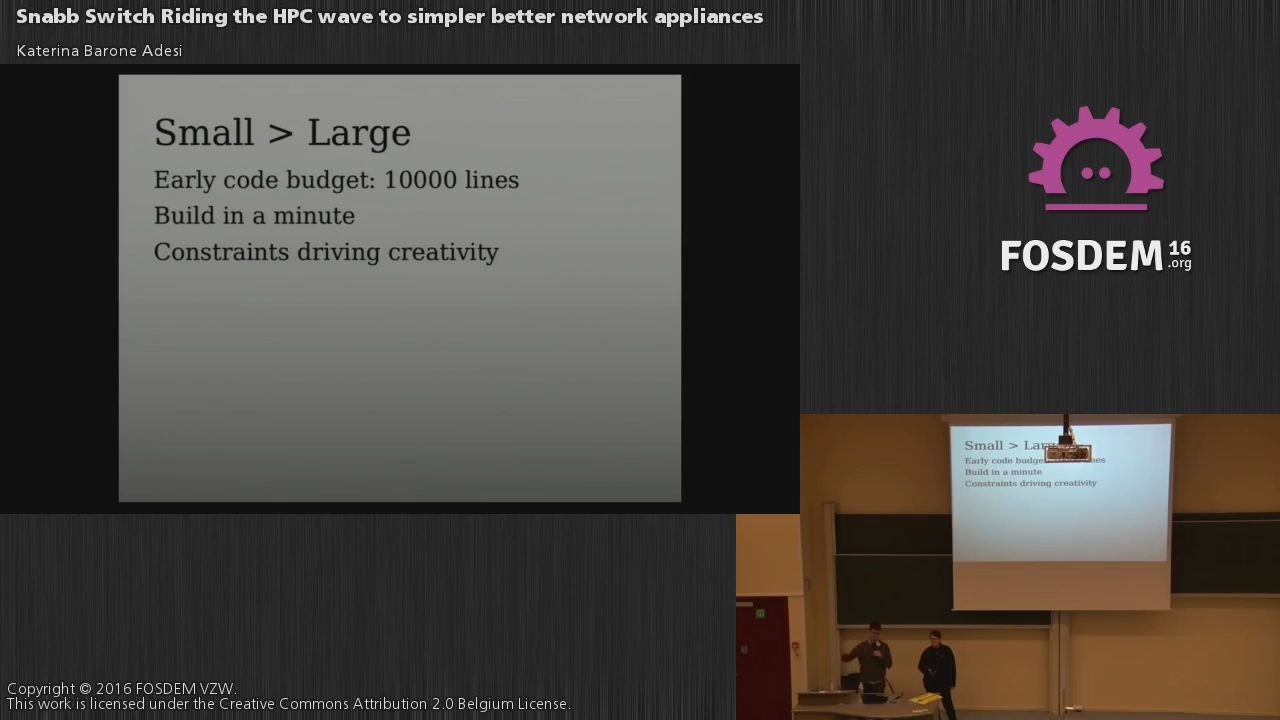 Snabb Switch Riding the HPC wave to simpler better network appliances
Katerina Barone Adesi
Small > Large
Early code budget: 10000 lines
Build in a minute
Constraints driving creativity
FOSDEM 16
.org
Small > Large
Early code budget: 10000 lines
Build in a minute
Constraints driving creativity
Copyright © 2016 FOSDEM VZW.
This work is licensed under the Creative Commons Attribution 2.0 Belgium License.